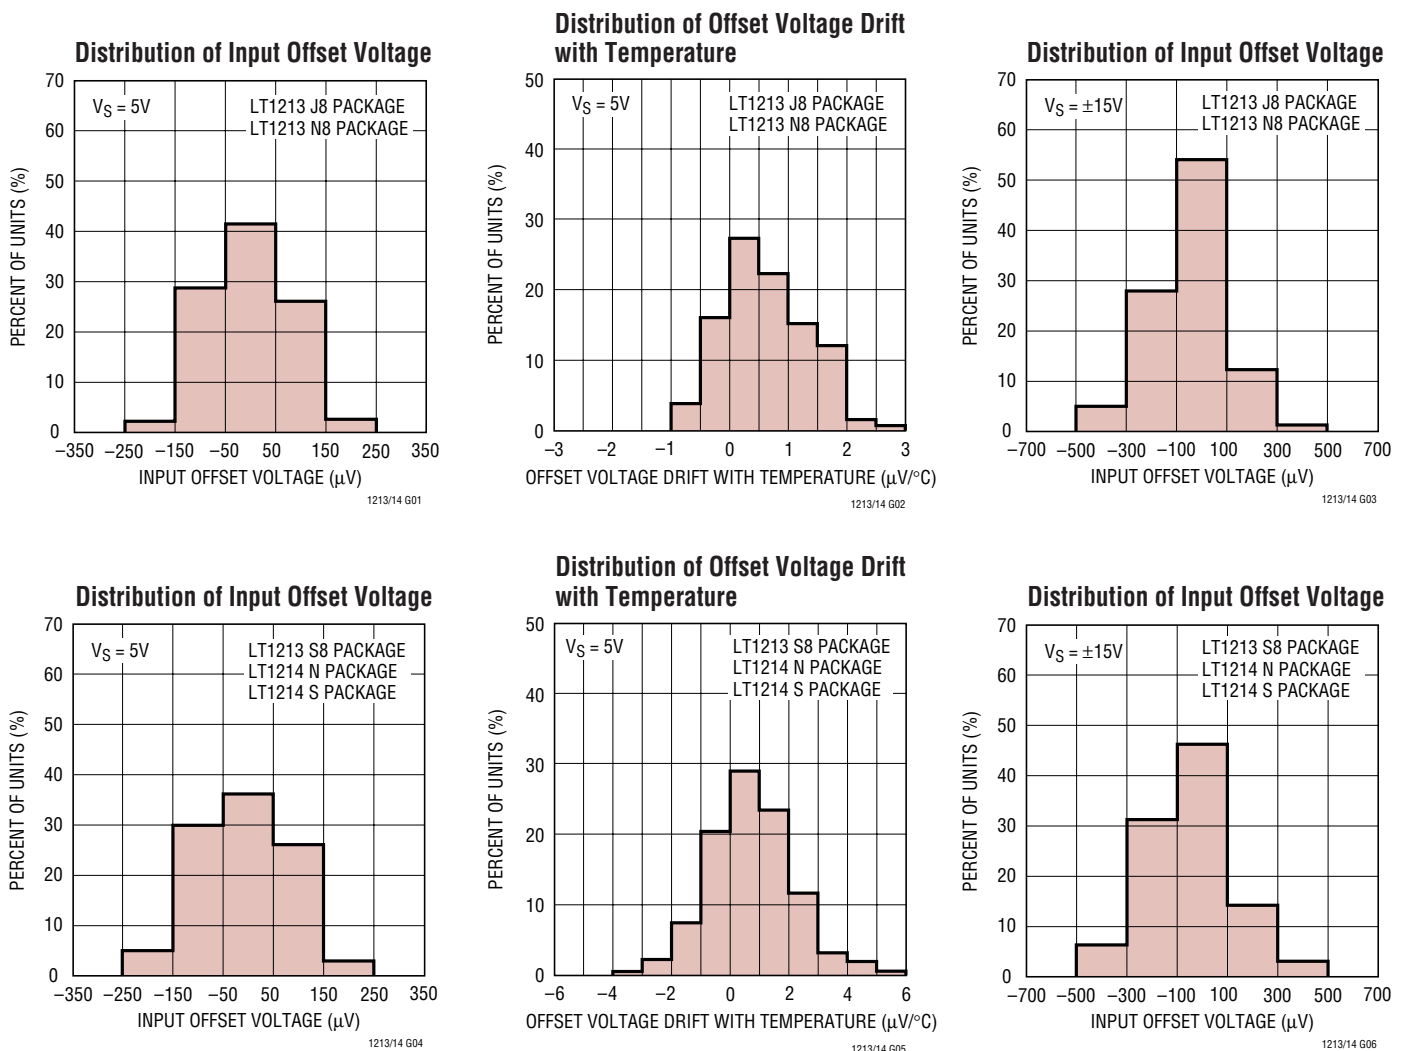 Distribution of Input Offset Voltage
70
60
50
40
30
20
10
0
PERCENT OF UNITS (%)
VS = 5V
LT1213 J8 PACKAGE
LT1213 N8 PACKAGE
–350 –250 –150 –50 50 150 250 350
INPUT OFFSET VOLTAGE (µV)
1213/14 G01
Distribution of Offset Voltage Drift
with Temperature
50
40
30
20
10
0
PERCENT OF UNITS (%)
VS = 5V
LT1213 J8 PACKAGE
LT1213 N8 PACKAGE
–3 –2 –1 0 1 2 3
OFFSET VOLTAGE DRIFT WITH TEMPERATURE (µV/°C)
1213/14 G02
Distribution of Input Offset Voltage
70
60
50
40
30
20
10
0
PERCENT OF UNITS (%)
VS = ±15V
LT1213 J8 PACKAGE
LT1213 N8 PACKAGE
–700 –500 –300 –100 100 300 500 700
INPUT OFFSET VOLTAGE (µV)
1213/14 G03
Distribution of Input Offset Voltage
70
60
50
40
30
20
10
0
PERCENT OF UNITS (%)
VS = 5V
LT1213 S8 PACKAGE
LT1214 N PACKAGE
LT1214 S PACKAGE
–350 –250 –150 –50 50 150 250 350
INPUT OFFSET VOLTAGE (µV)
1213/14 G04
Distribution of Offset Voltage Drift
with Temperature
50
40
30
20
10
0
PERCENT OF UNITS (%)
VS = 5V
LT1213 S8 PACKAGE
LT1214 N PACKAGE
LT1214 S PACKAGE
–6 –4 –2 0 2 4 6
OFFSET VOLTAGE DRIFT WITH TEMPERATURE (µV/°C)
1213/14 G05
Distribution of Input Offset Voltage
70
60
50
40
30
20
10
0
PERCENT OF UNITS (%)
VS = ±15V
LT1213 S8 PACKAGE
LT1214 N PACKAGE
LT1214 S PACKAGE
–700 –500 –300 –100 100 300 500 700
INPUT OFFSET VOLTAGE (µV)
1213/14 G06